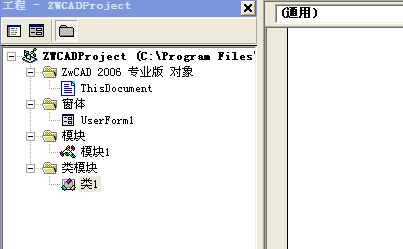 工程 - ZWCADProject
(通用)
ZWCADProject (C:\Program Files'
ZwCAD 2006 专业版 对象
ThisDocument
窗体
UserForm1
模块
模块1
类模块
类1